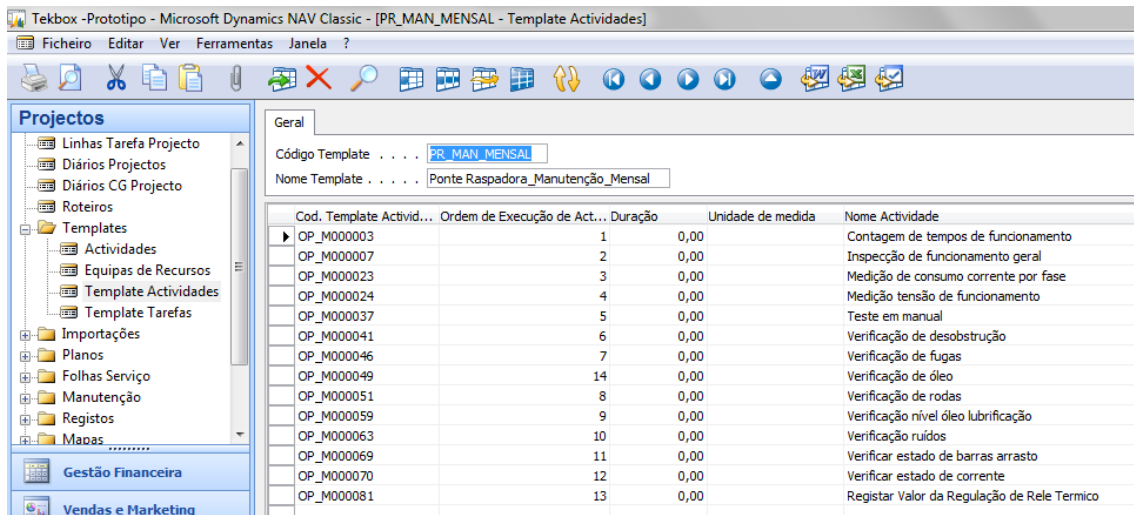 Tekbox -Prototipo - Microsoft Dynamics NAV Classic - [PR_MAN_MENSAL - Template Actividades]
Ficheiro Editar Ver Ferramentas Janela ?
Projectos
Linhas Tarefa Projecto
Diários Projectos
Diários CG Projecto
Roteiros
Templates
Actividades
Equipas de Recursos
Template Actividades
Template Tarefas
Importações
Planos
Folhas Serviço
Manutenção
Registos
Mapas
Gestão Financeira
Vendas e Marketing
Geral
Código Template . . . . PR_MAN_MENSAL
Nome Template . . . . . Ponte Raspadora_Manutenção_Mensal
Cod. Template Activid... Ordem de Execução de Act... Duração Unidade de medida Nome Actividade
OP_M000003 1 0,00 Contagem de tempos de funcionamento
OP_M000007 2 0,00 Inspecção de funcionamento geral
OP_M000023 3 0,00 Medição de consumo corrente por fase
OP_M000024 4 0,00 Medição tensão de funcionamento
OP_M000037 5 0,00 Teste em manual
OP_M000041 6 0,00 Verificação de desobstrução
OP_M000046 7 0,00 Verificação de fugas
OP_M000049 14 0,00 Verificação de óleo
OP_M000051 8 0,00 Verificação de rodas
OP_M000059 9 0,00 Verificação nível óleo lubrificação
OP_M000063 10 0,00 Verificação ruídos
OP_M000069 11 0,00 Verificar estado de barras arrasto
OP_M000070 12 0,00 Verificar estado de corrente
OP_M000081 13 0,00 Registar Valor da Regulação de Rele Termico